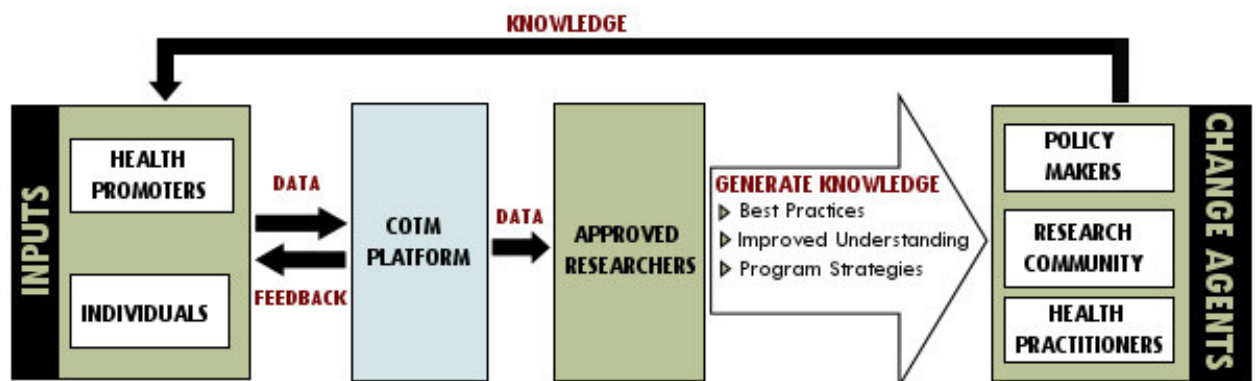 KNOWLEDGE
INPUTS
HEALTH
PROMOTERS
INDIVIDUALS
DATA
FEEDBACK
COTM
PLATFORM
DATA
APPROVED
RESEARCHERS
GENERATE KNOWLEDGE
Best Practices
Improved Understanding
Program Strategies
POLICY
MAKERS
RESEARCH
COMMUNITY
HEALTH
PRACTITIONERS
CHANGE AGENTS